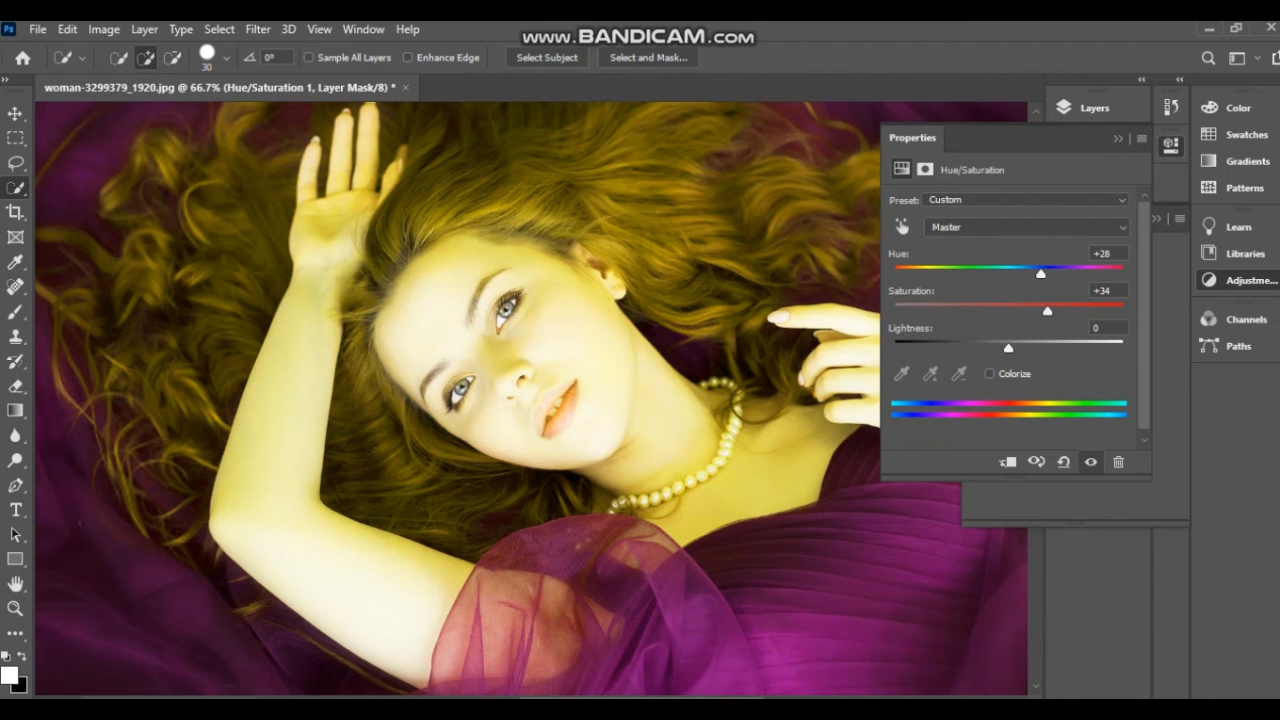 Ps File Edit Image Layer Type Select Filter 3D View Window Help
www.BANDICAM.com
30 0° Sample All Layers Enhance Edge Select Subject Select and Mask...
woman-3299379_1920.jpg @ 66.7% (Hue/Saturation 1, Layer Mask/8) * ×
Layers
Properties
Hue/Saturation
Preset: Custom
Master
Hue: +28
Saturation: +34
Lightness: 0
Colorize
Color
Swatches
Gradients
Patterns
Learn
Libraries
Adjustme...
Channels
Paths